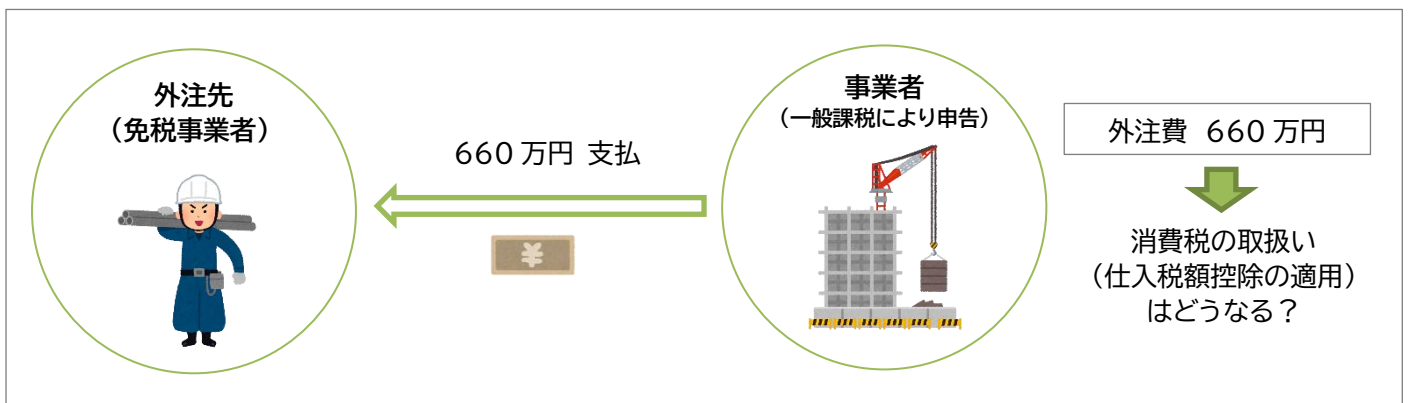 外注先
（免税事業者）
660 万円 支払
¥
事業者
（一般課税により申告）
外注費 660 万円
消費税の取扱い
（仕入税額控除の適用）
はどうなる？